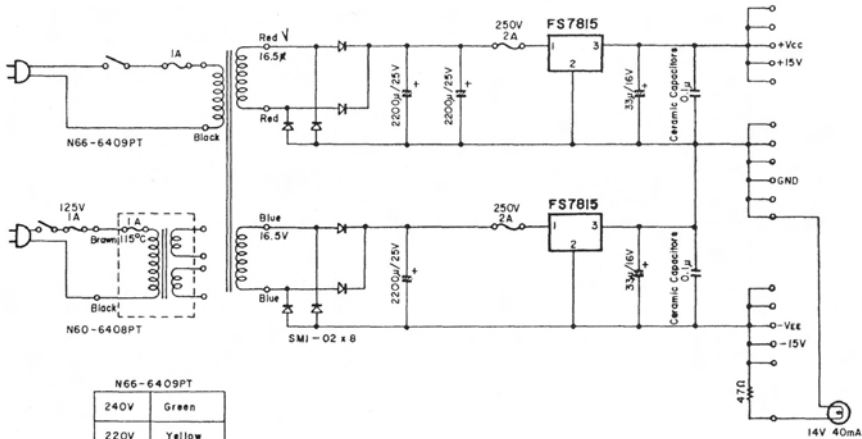 1A
N66-6409PT
Black
Red V
16.5V
Red
2200μ/25V
+
2200μ/25V
+
250V
2A
FS7815
1
3
2
33μ/16V
+
Ceramic Capacitors
0.1μ
+Vcc
+15V
GND
125V
1A
Brown
1A
115°C
Black
N60-6408PT
Blue
16.5V
Blue
SM1-02 x 8
2200μ/25V
+
250V
2A
FS7815
1
3
2
33μ/16V
+
Ceramic Capacitors
0.1μ
-VEE
-15V
47Ω
14V 40mA
N66-6409PT
240V Green
220V Yellow